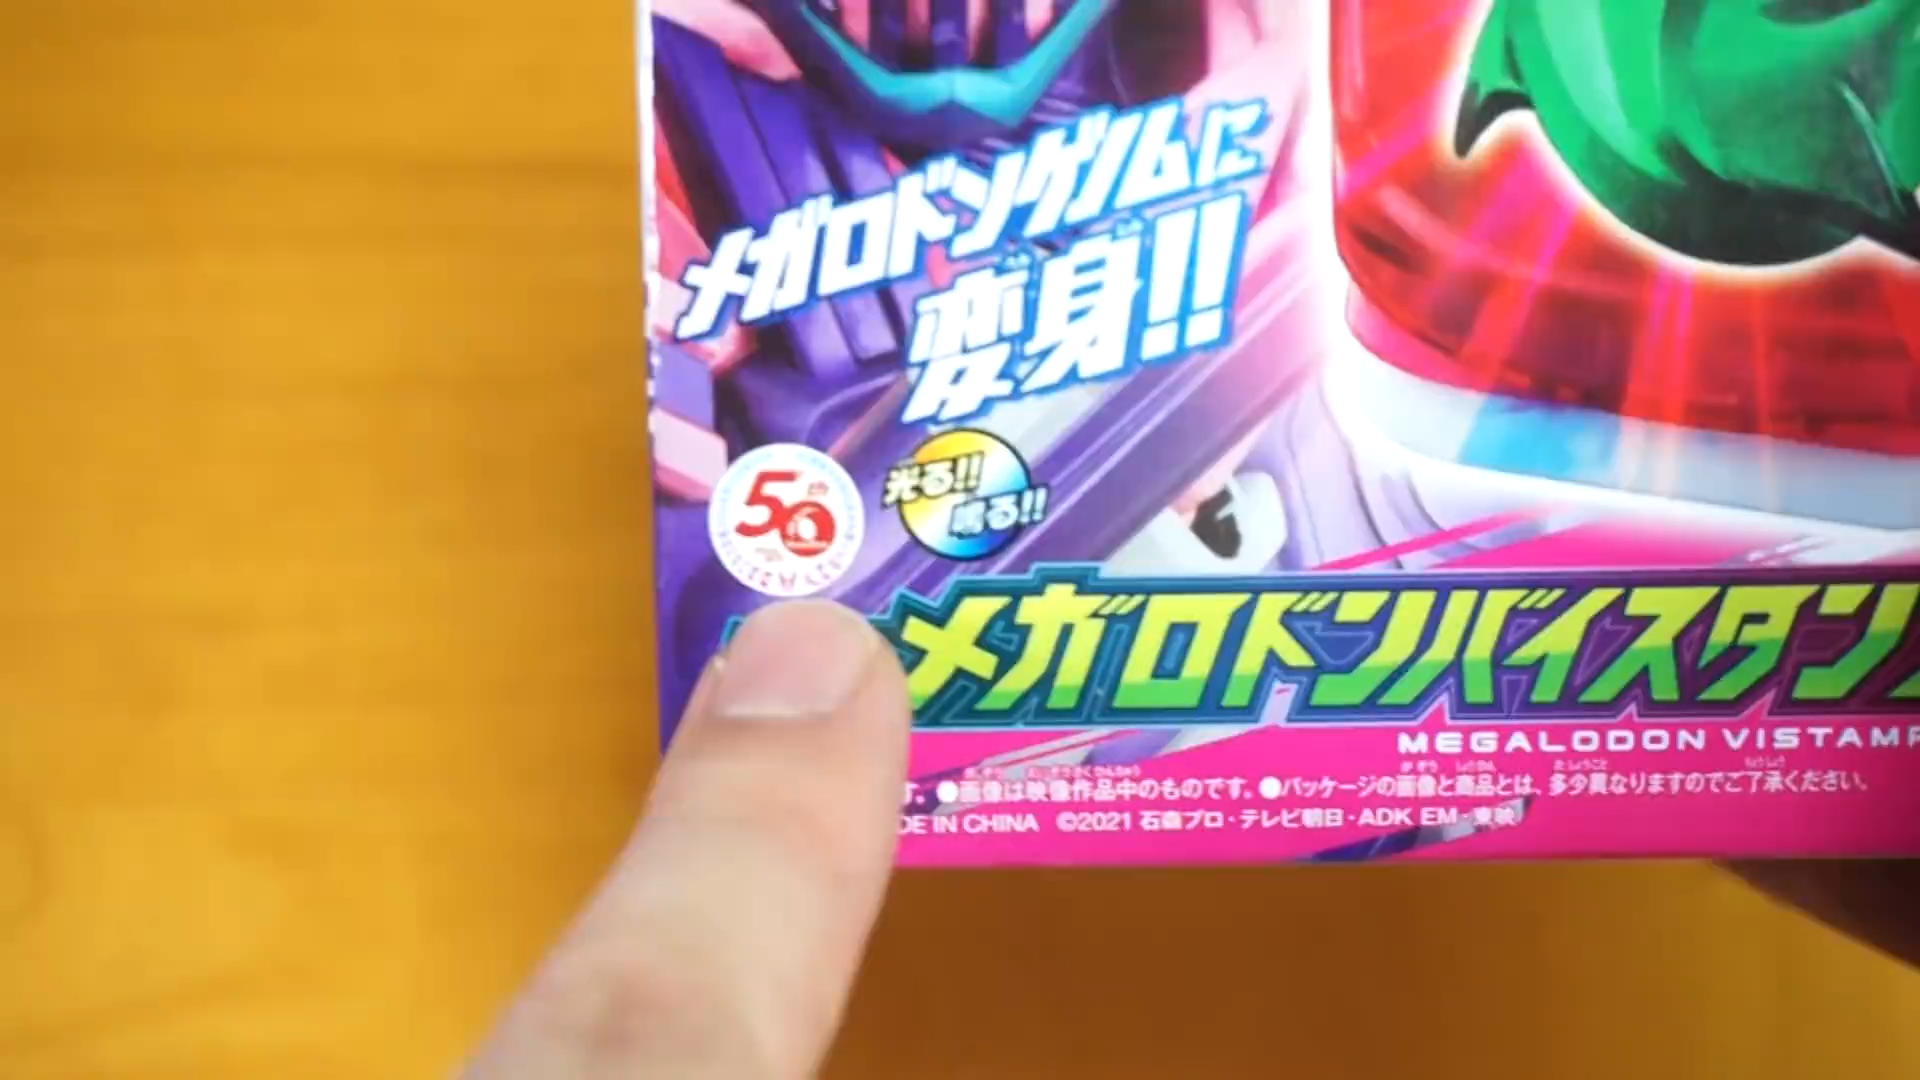 メガロドンゲノムに
変身!!
50th
光る!!
鳴る!!
メガロドンバイスタン
MEGALODON VISTAMP
す。●画像は映像作品中のものです。●パッケージの画像と商品とは、多少異なりますのでご了承ください。
DE IN CHINA ©2021 石森プロ・テレビ朝日・ADK EM・東映